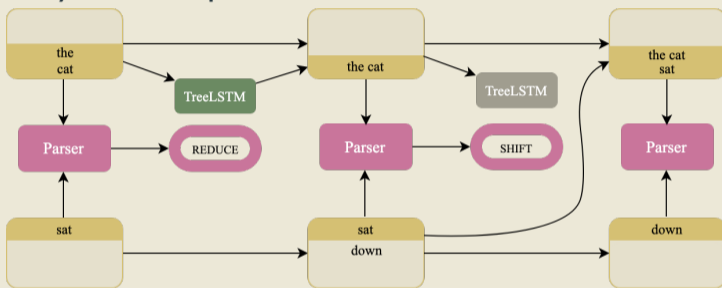 the
cat
the cat
the cat
sat
TreeLSTM
TreeLSTM
Parser
REDUCE
Parser
SHIFT
Parser
sat
sat
down
down